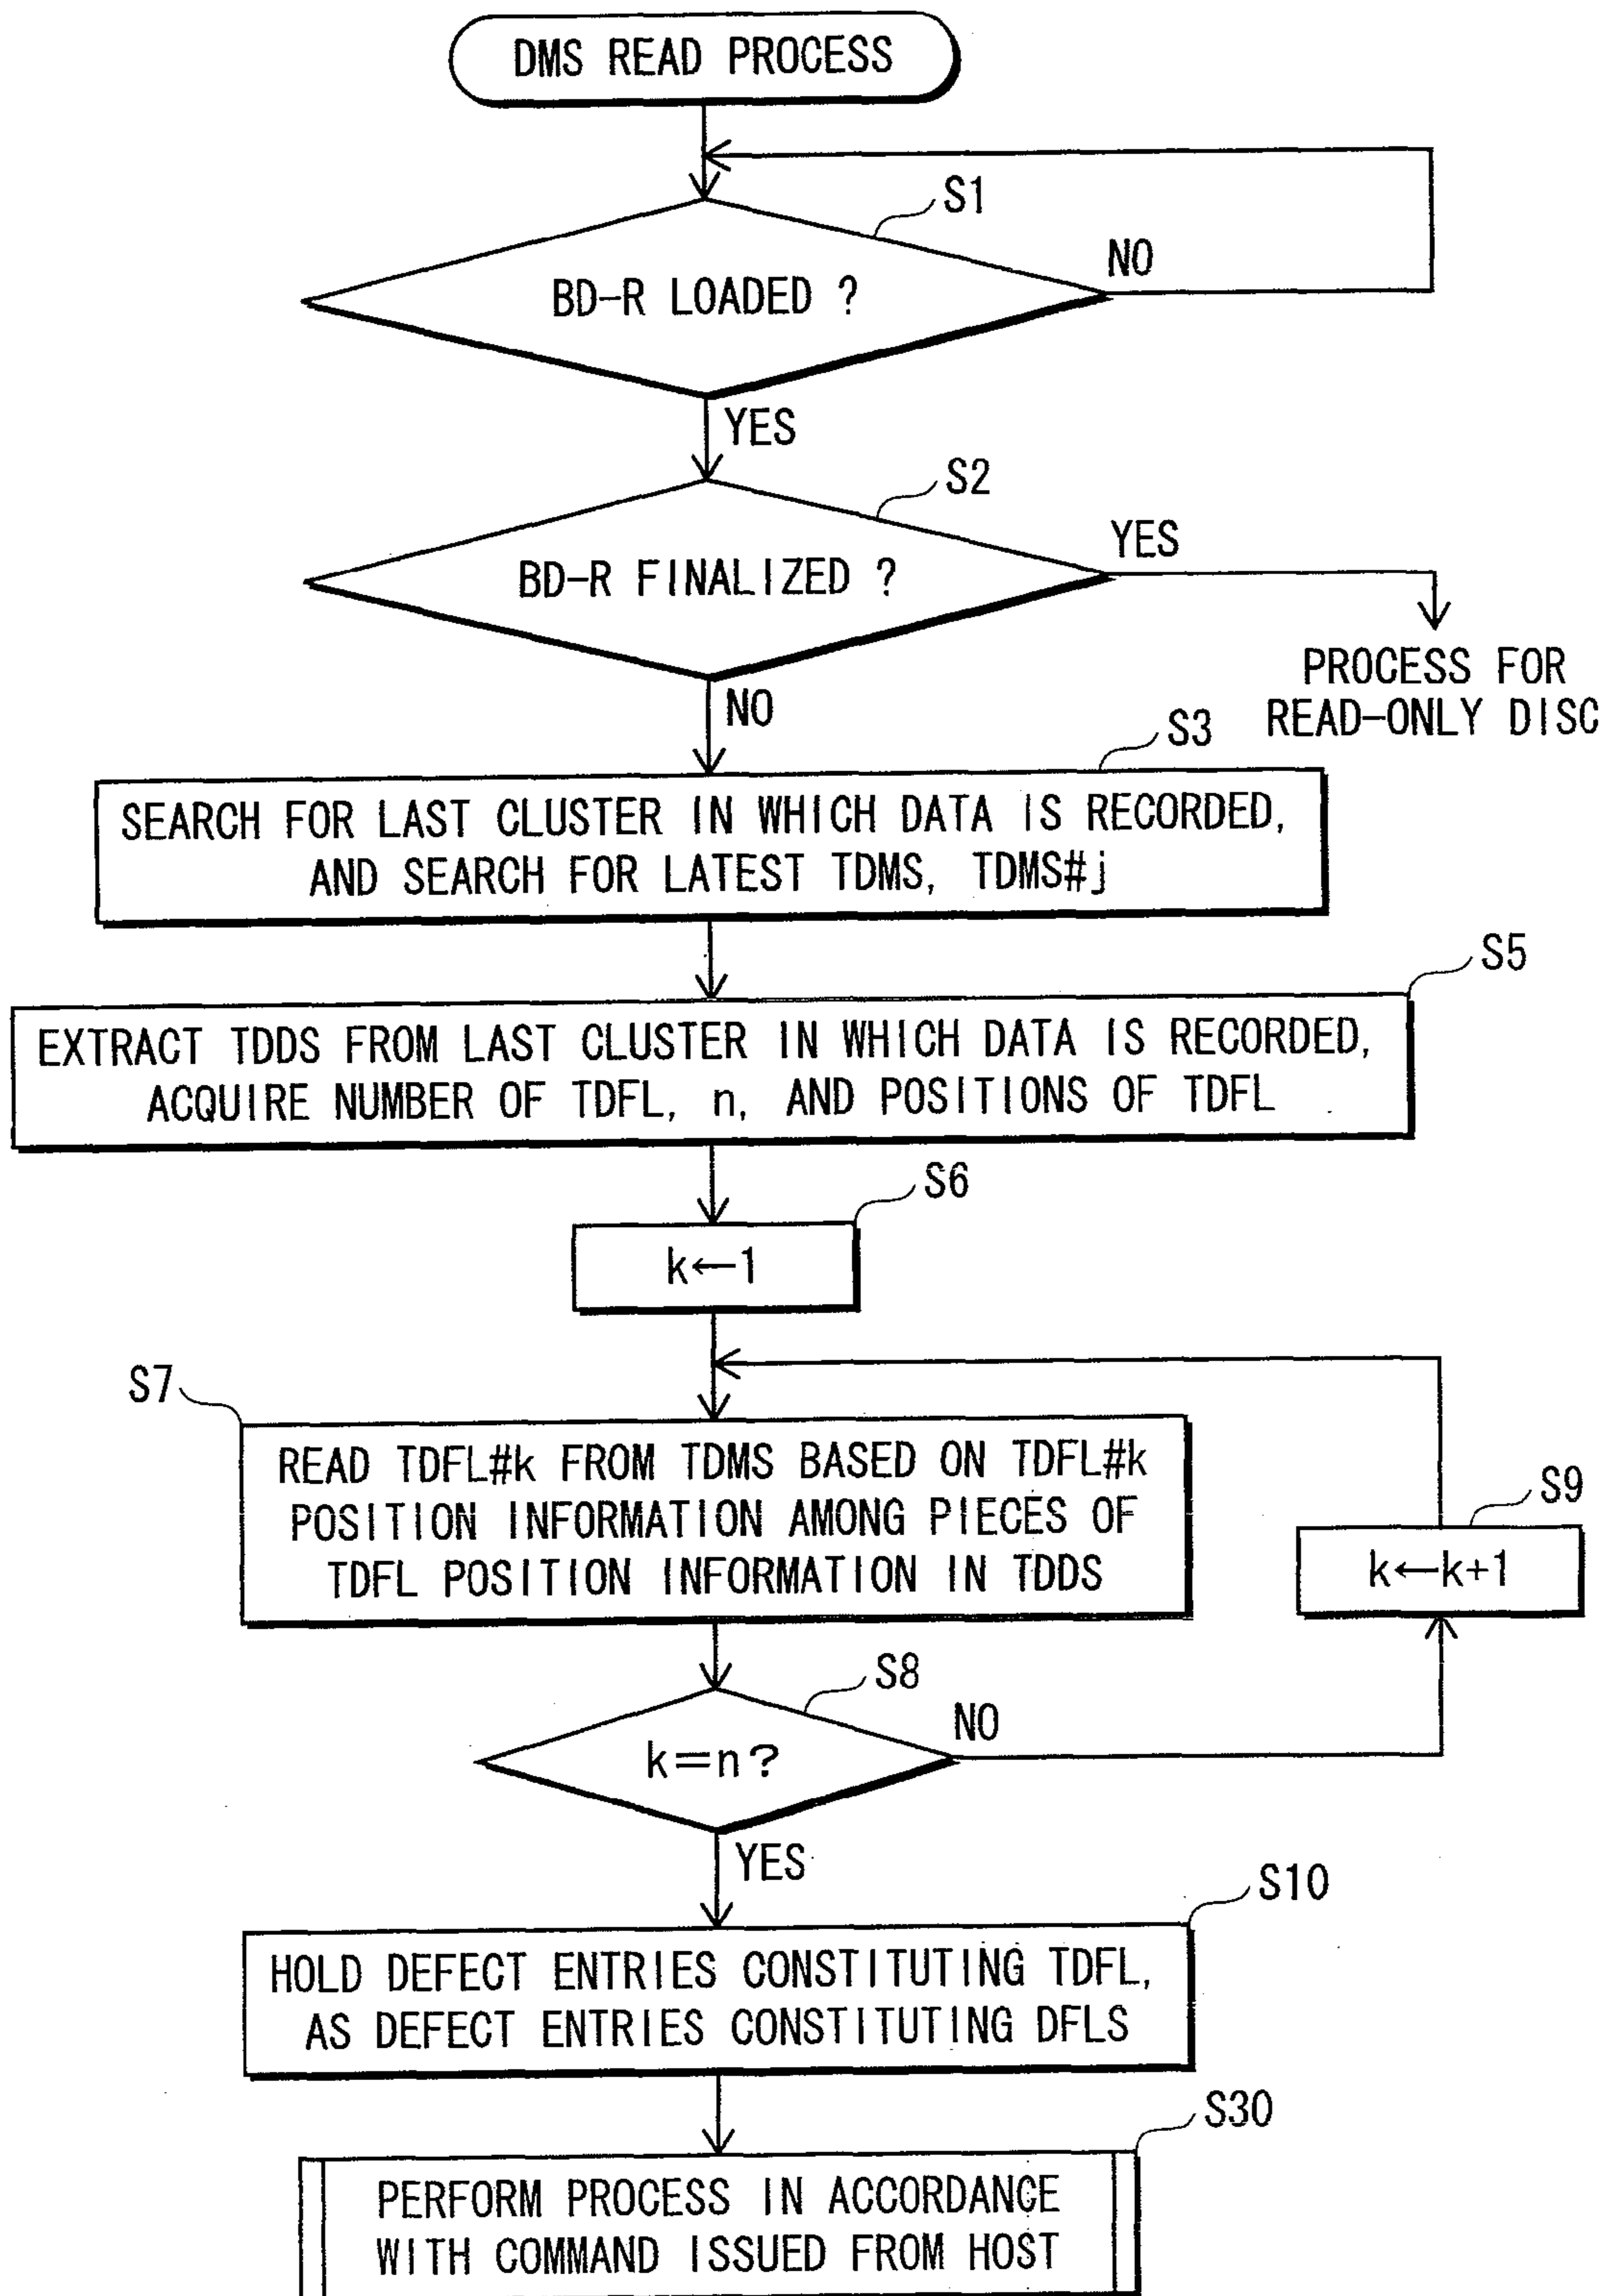 DMS READ PROCESS
S1
BD-R LOADED ?
NO
YES
S2
BD-R FINALIZED ?
YES
PROCESS FOR
READ-ONLY DISC
NO
S3
SEARCH FOR LAST CLUSTER IN WHICH DATA IS RECORDED,
AND SEARCH FOR LATEST TDMS, TDMS#j
S5
EXTRACT TDDS FROM LAST CLUSTER IN WHICH DATA IS RECORDED,
ACQUIRE NUMBER OF TDFL, n, AND POSITIONS OF TDFL
S6
k←1
S7
READ TDFL#k FROM TDMS BASED ON TDFL#k
POSITION INFORMATION AMONG PIECES OF
TDFL POSITION INFORMATION IN TDDS
S9
k←k+1
S8
k=n?
NO
YES
S10
HOLD DEFECT ENTRIES CONSTITUTING TDFL,
AS DEFECT ENTRIES CONSTITUTING DFLS
S30
PERFORM PROCESS IN ACCORDANCE
WITH COMMAND ISSUED FROM HOST